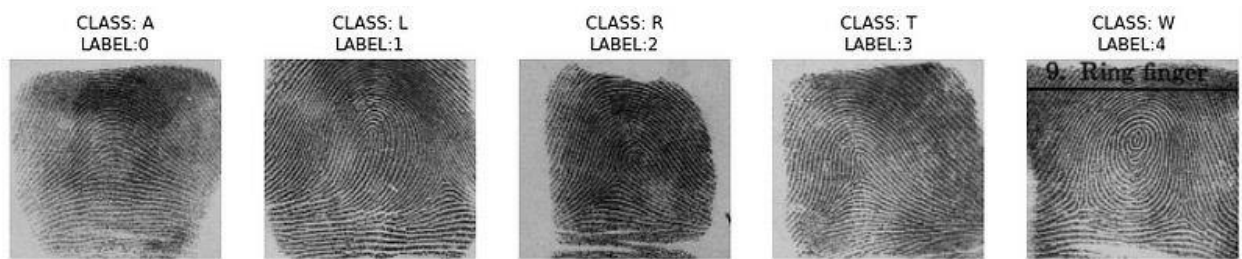 CLASS: A
LABEL:0
CLASS: L
LABEL:1
CLASS: R
LABEL:2
CLASS: T
LABEL:3
CLASS: W
LABEL:4
9. Ring finger